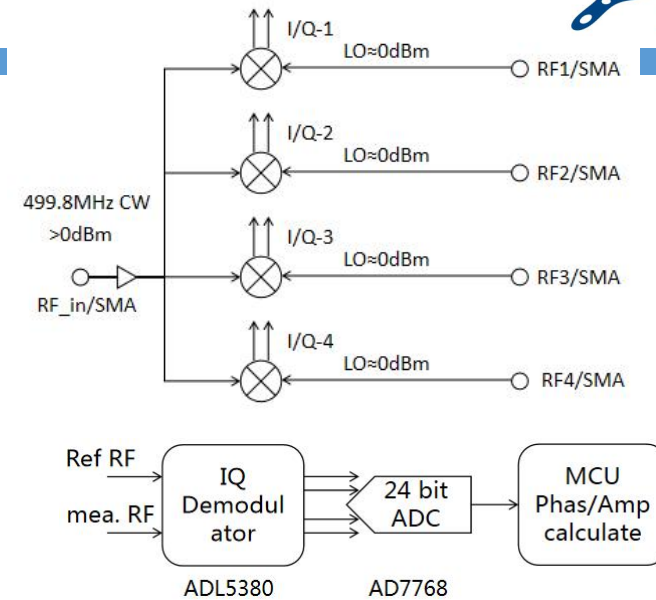 I/Q-1
LO≈0dBm
RF1/SMA
I/Q-2
LO≈0dBm
RF2/SMA
499.8MHz CW
>0dBm
I/Q-3
LO≈0dBm
RF_in/SMA
RF3/SMA
I/Q-4
LO≈0dBm
RF4/SMA
Ref RF
mea. RF
IQ
Demodul
ator
24 bit
ADC
MCU
Phas/Amp
calculate
ADL5380
AD7768